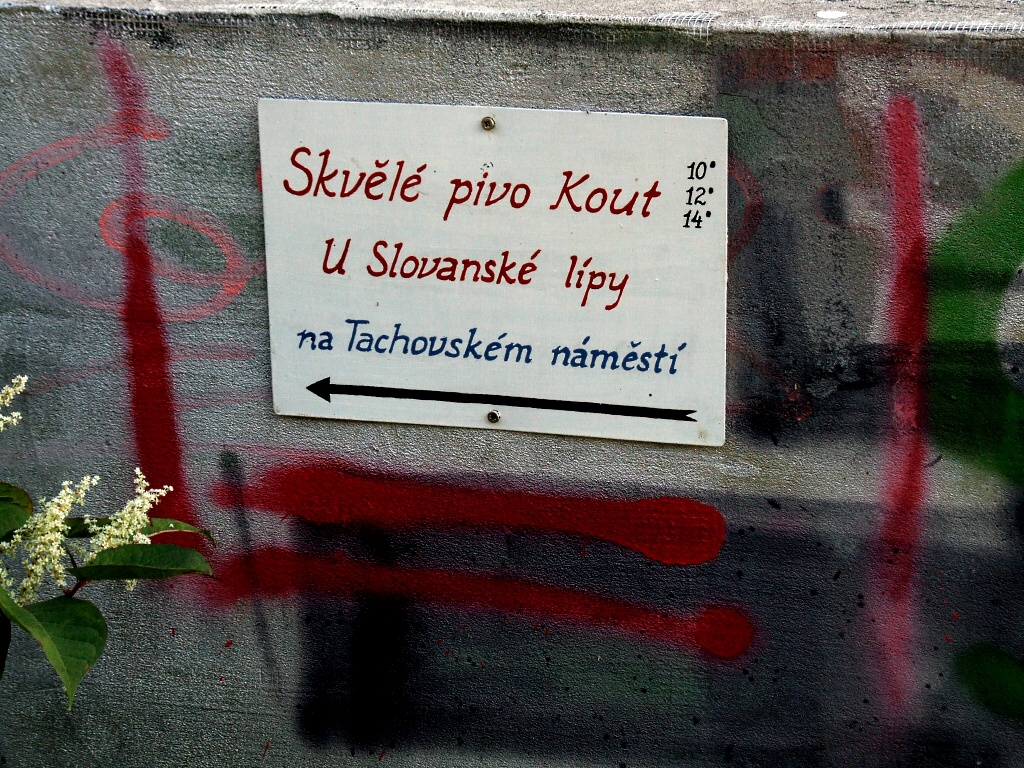 Skvělé pivo Kout
10°
12°
14°
U Slovanské lípy
na Tachovském náměstí